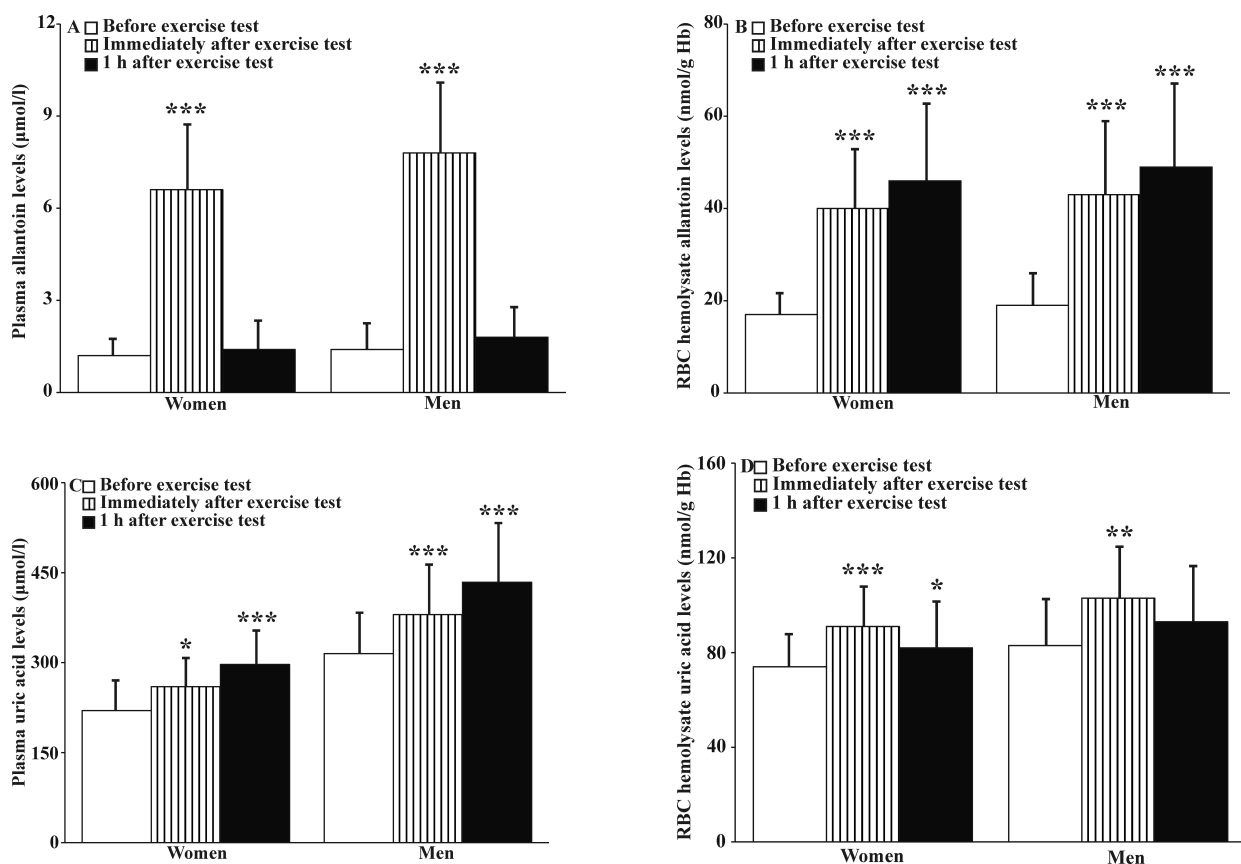 A
Before exercise test
Immediately after exercise test
1 h after exercise test
Plasma allantoin levels (µmol/l)
12
9
6
3
0
***
***
Women
Men
B
Before exercise test
Immediately after exercise test
1 h after exercise test
RBC hemolysate allantoin levels (nmol/g Hb)
80
60
40
20
0
***
***
***
***
Women
Men
C
Before exercise test
Immediately after exercise test
1 h after exercise test
Plasma uric acid levels (µmol/l)
600
450
300
150
0
*
***
***
***
Women
Men
D
Before exercise test
Immediately after exercise test
1 h after exercise test
RBC hemolysate uric acid levels (nmol/g Hb)
160
120
80
40
0
***
*
**
Women
Men